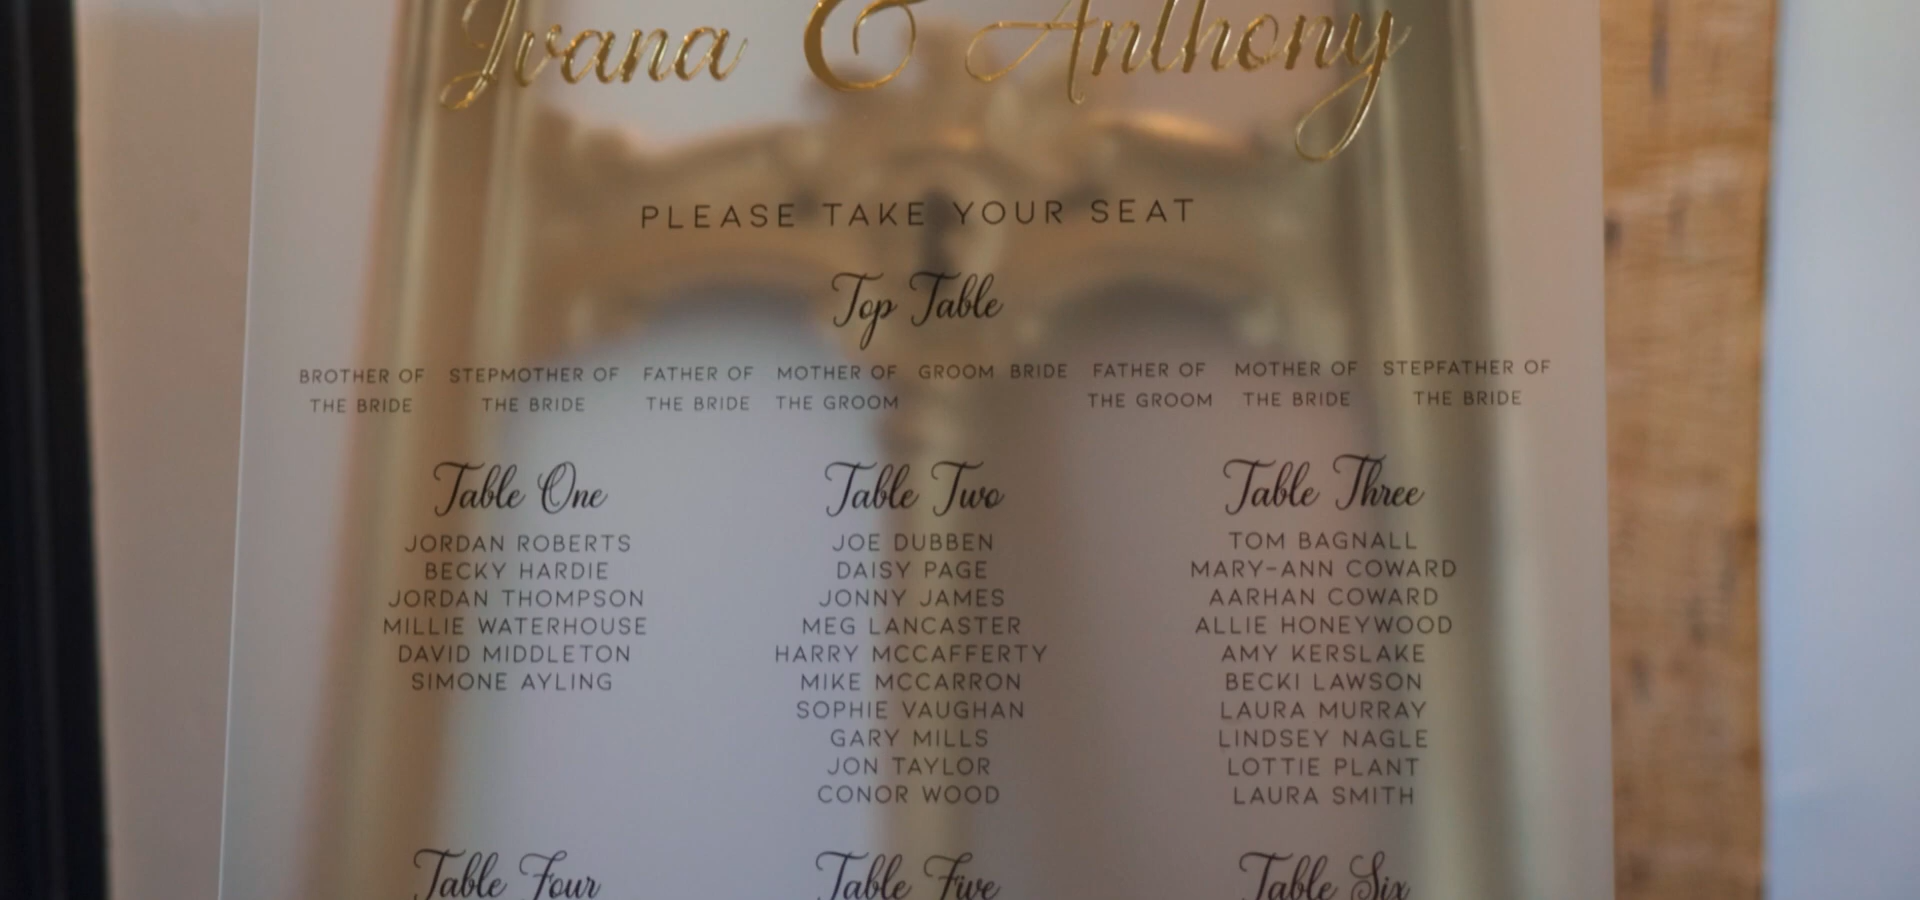 Ivana & Anthony
PLEASE TAKE YOUR SEAT
Top Table
BROTHER OF THE BRIDE
STEPMOTHER OF THE BRIDE
FATHER OF THE BRIDE
MOTHER OF THE GROOM
GROOM
BRIDE
FATHER OF THE GROOM
MOTHER OF THE BRIDE
STEPFATHER OF THE BRIDE
Table One
JORDAN ROBERTS
BECKY HARDIE
JORDAN THOMPSON
MILLIE WATERHOUSE
DAVID MIDDLETON
SIMONE AYLING
Table Two
JOE DUBBEN
DAISY PAGE
JONNY JAMES
MEG LANCASTER
HARRY MCCAFFERTY
MIKE MCCARRON
SOPHIE VAUGHAN
GARY MILLS
JON TAYLOR
CONOR WOOD
Table Three
TOM BAGNALL
MARY-ANN COWARD
AARHAN COWARD
ALLIE HONEYWOOD
AMY KERSLAKE
BECKI LAWSON
LAURA MURRAY
LINDSEY NAGLE
LOTTIE PLANT
LAURA SMITH
Table Four
Table Five
Table Six